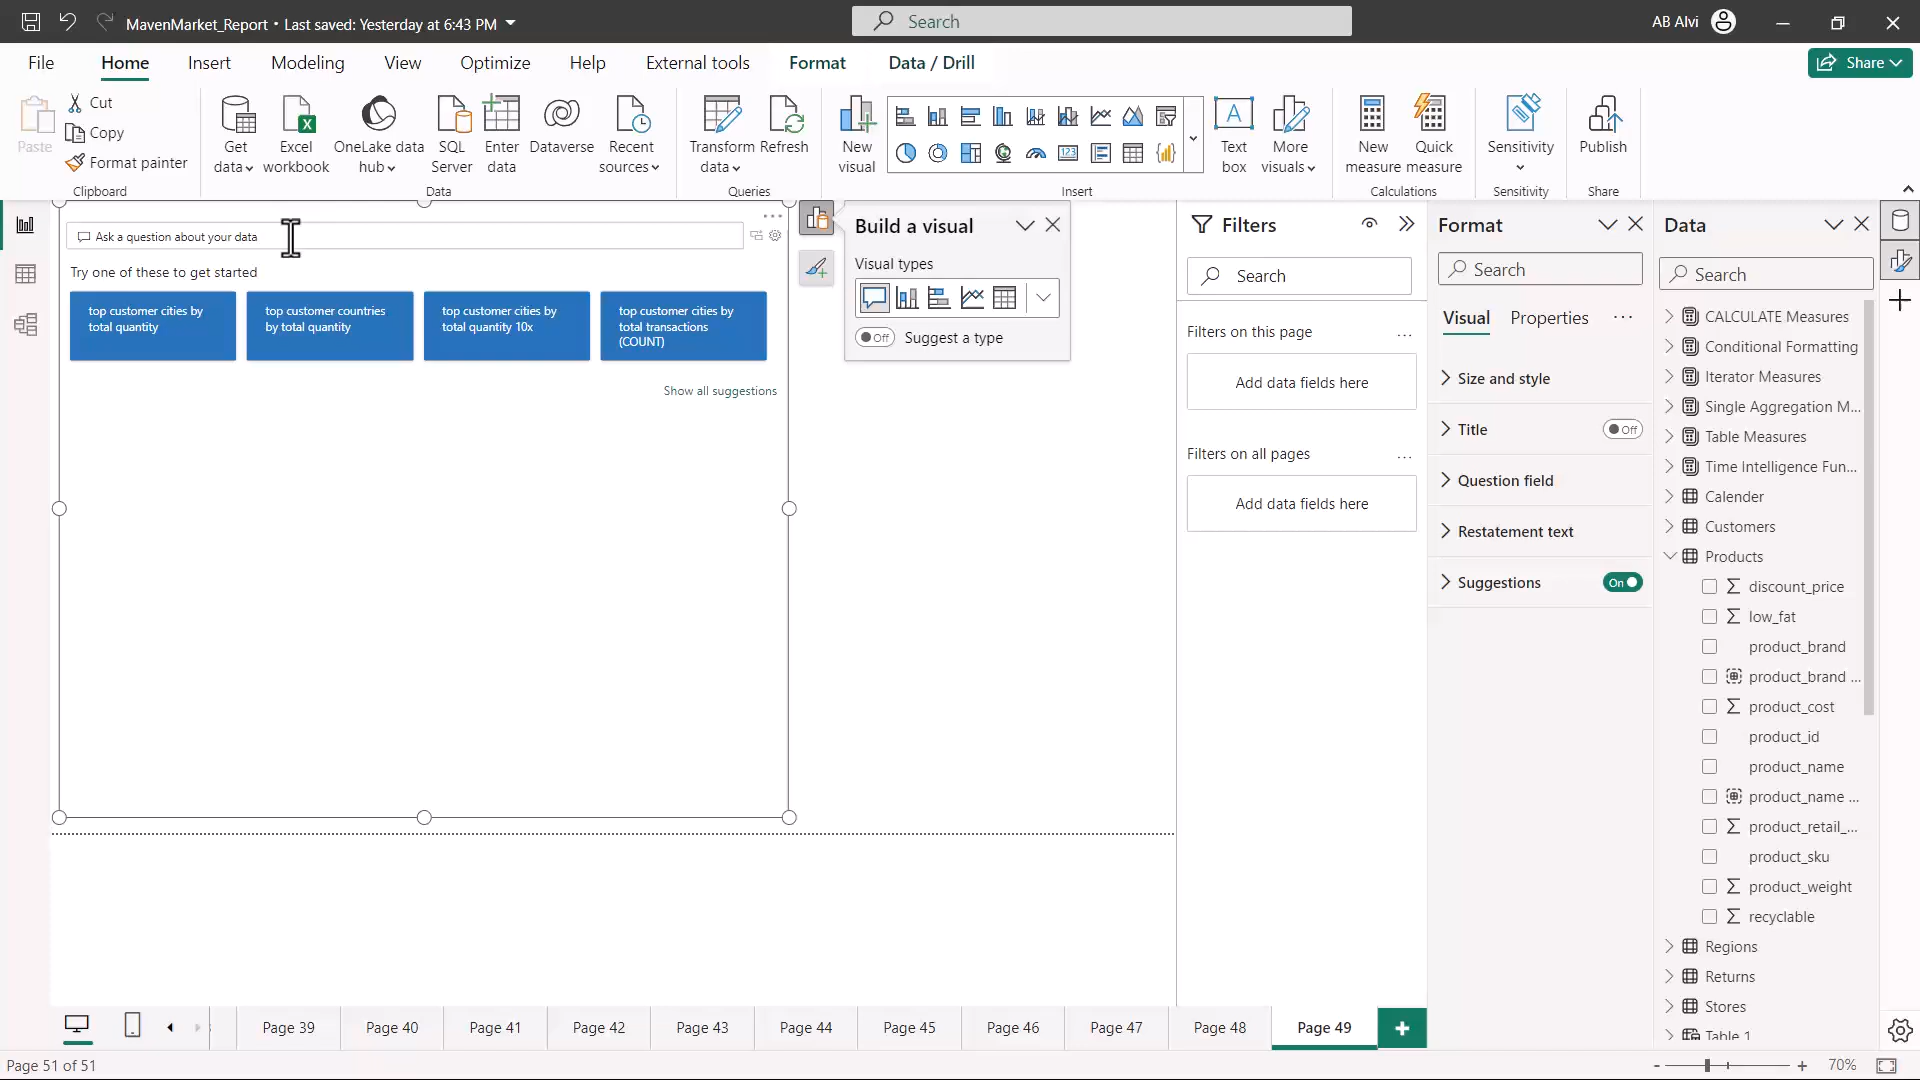 MavenMarket_Report • Last saved: Yesterday at 6:43 PM
Search
AB Alvi
File
Home
Insert
Modeling
View
Optimize
Help
External tools
Format
Data / Drill
Share
Paste
Cut
Copy
Format painter
Clipboard
Get
data
Excel
workbook
OneLake data
hub
SQL
Server
Enter
data
Dataverse
Recent
sources
Data
Transform
data
Refresh
Queries
New
visual
Text
box
More
visuals
Insert
New
measure
Quick
measure
Calculations
Sensitivity
Sensitivity
Publish
Share
Ask a question about your data
Try one of these to get started
top customer cities by
total quantity
top customer countries
by total quantity
top customer cities by
total quantity 10x
top customer cities by
total transactions
(COUNT)
Show all suggestions
Build a visual
Visual types
Off
Suggest a type
Filters
Search
Filters on this page
...
Add data fields here
Filters on all pages
...
Add data fields here
Format
Search
Visual
Properties
...
Size and style
Title
Off
Question field
Restatement text
Suggestions
On
Data
Search
CALCULATE Measures
Conditional Formatting
Iterator Measures
Single Aggregation M...
Table Measures
Time Intelligence Fun...
Calender
Customers
Products
discount_price
low_fat
product_brand
product_brand ...
product_cost
product_id
product_name
product_name ...
product_retail_...
product_sku
product_weight
recyclable
Regions
Returns
Stores
Table 1
Page 39
Page 40
Page 41
Page 42
Page 43
Page 44
Page 45
Page 46
Page 47
Page 48
Page 49
Page 51 of 51
70%